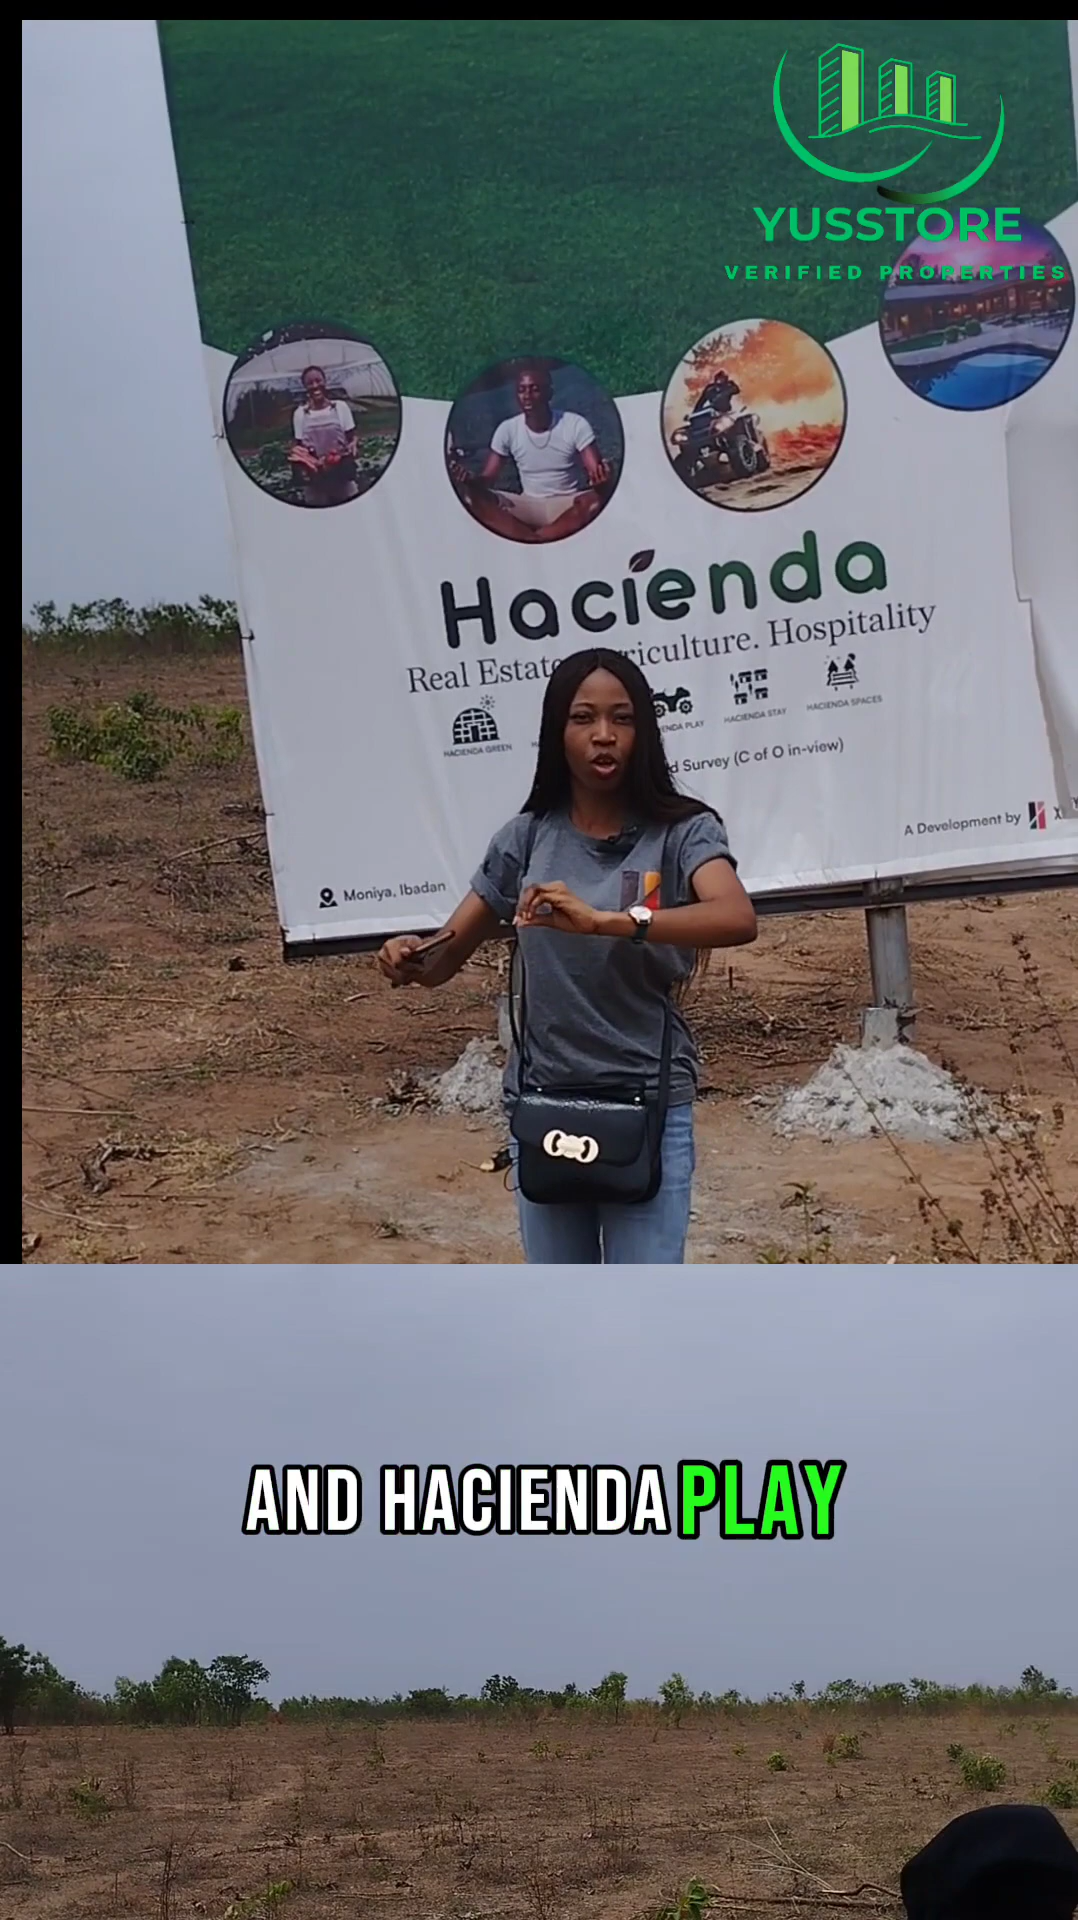 YUSSTORE
VERIFIED PROPERTIES
Hacienda
Real Estate. Hospitality
HACIENDA GREEN
PLAY
HACIENDA STAY
HACIENDA SPACES
Survey (C of O in-view)
A Development by
Moniya, Ibadan
AND HACIENDA PLAY